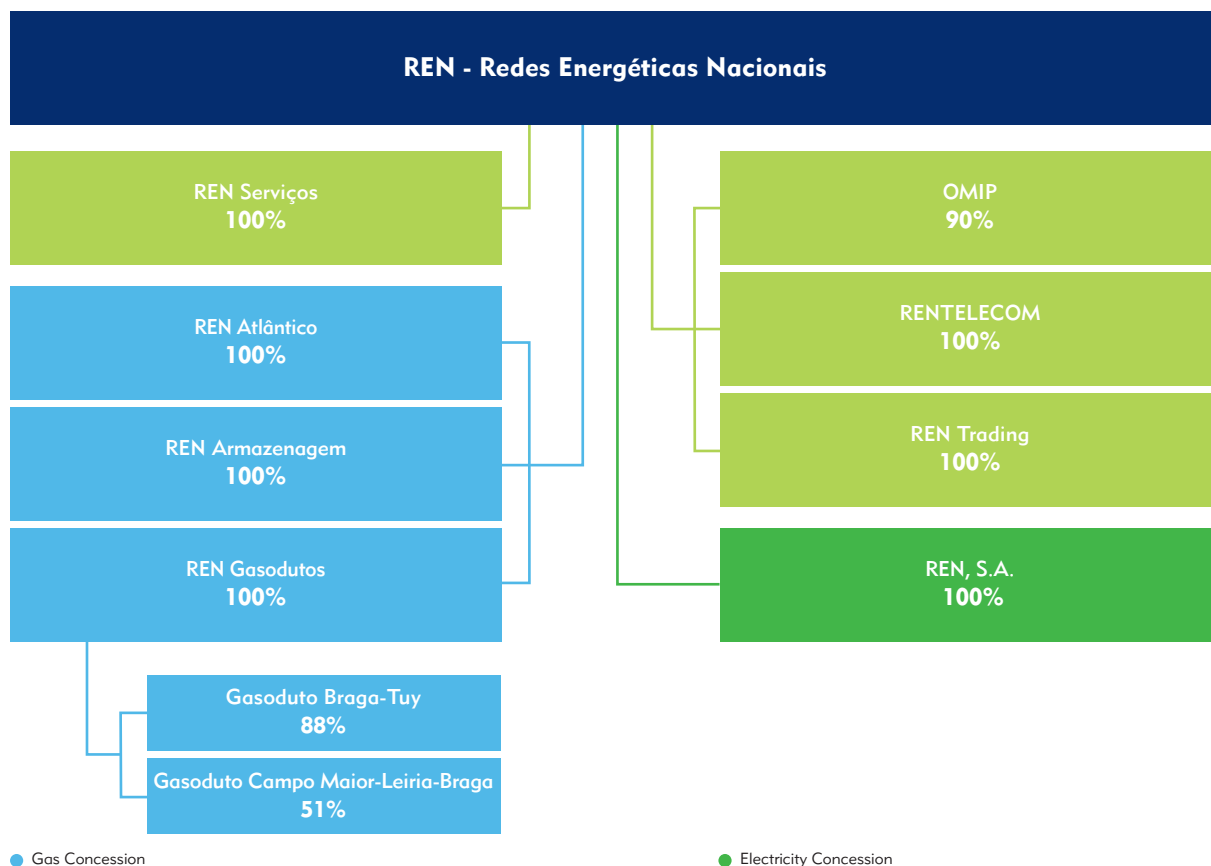 REN - Redes Energéticas Nacionais
REN Serviços
100%
REN Atlântico
100%
REN Armazenagem
100%
REN Gasodutos
100%
Gasoduto Braga-Tuy
88%
Gasoduto Campo Maior-Leiria-Braga
51%
OMIP
90%
RENTELECOM
100%
REN Trading
100%
REN, S.A.
100%
Gas Concession
Electricity Concession